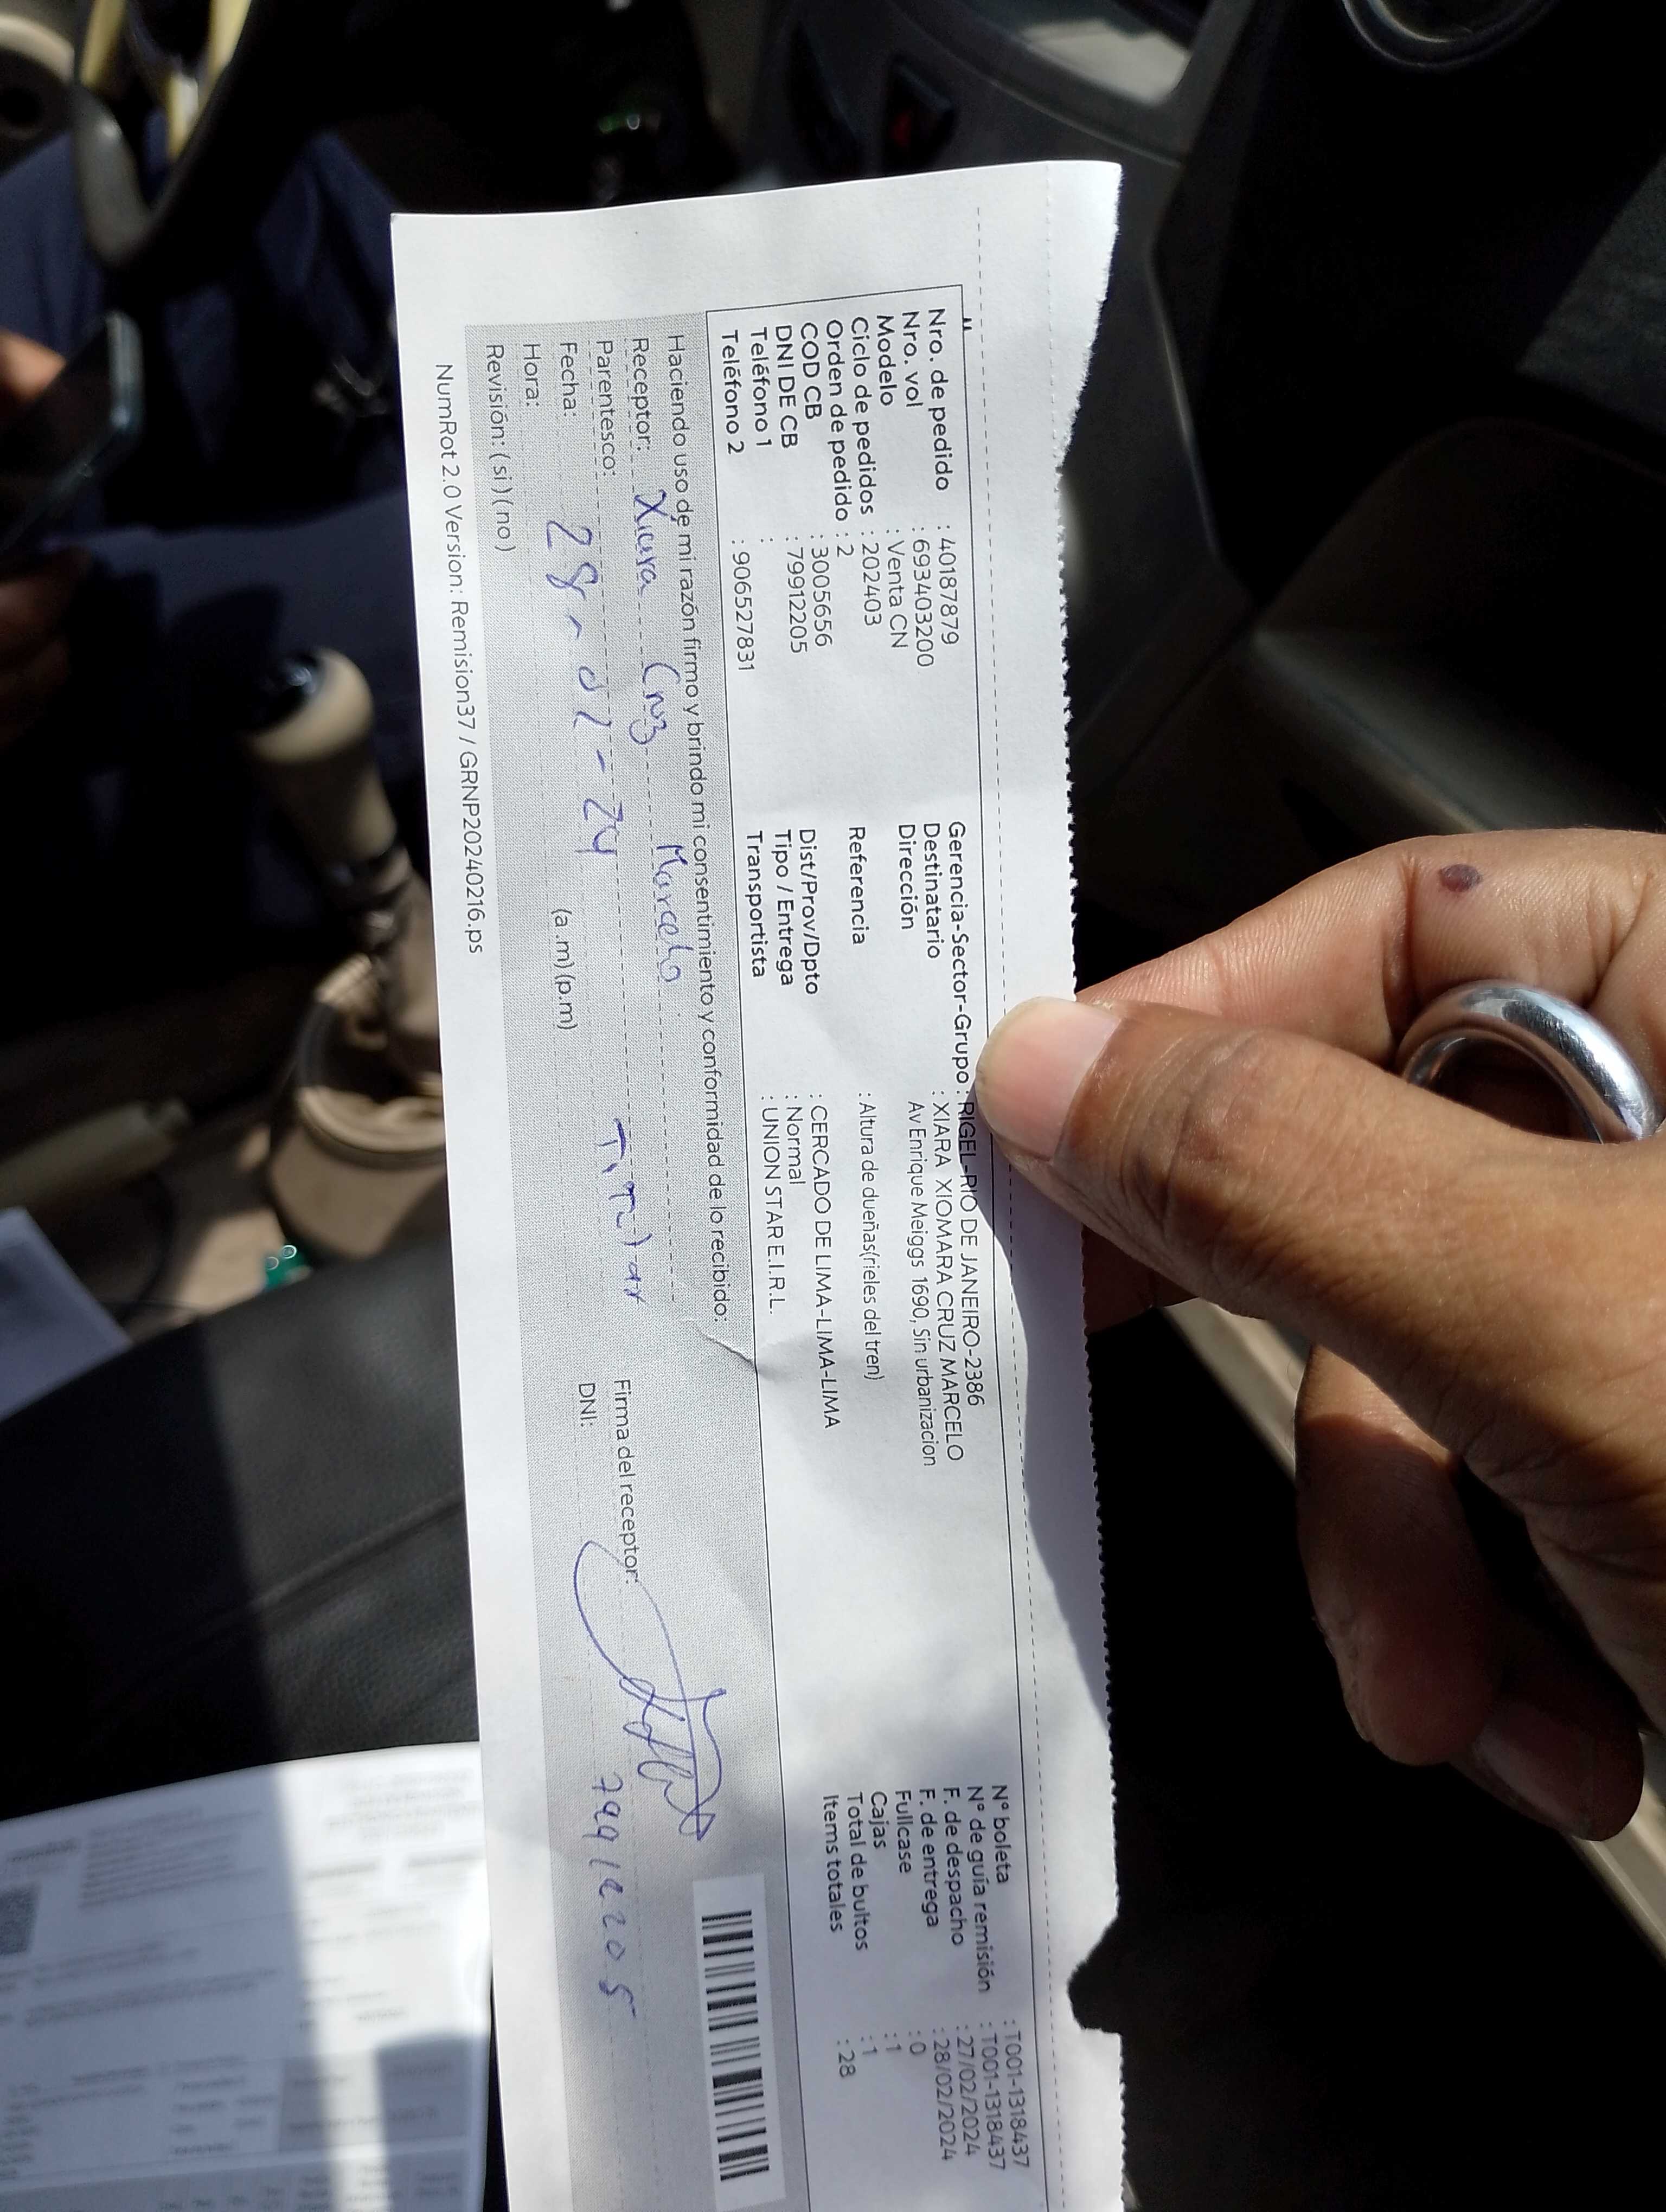 Nro. de pedido : 40187879
Nro. vol : 693403200
Modelo : Venta CN
Ciclo de pedidos : 202403
Orden de pedido : 2
COD CB : 3005656
DNI DE CB : 79912205
Teléfono 1 :
Teléfono 2 : 906527831
Gerencia-Sector-Grupo : RIGEL-RIO DE JANEIRO-2386
Destinatario : XIARA XIOMARA CRUZ MARCELO
Dirección Av Enrique Meiggs 1690, Sin urbanizacion
Referencia : Altura de dueñas(rieles del tren)
Dist/Prov/Dpto : CERCADO DE LIMA-LIMA-LIMA
Tipo / Entrega : Normal
Transportista : UNION STAR E.I.R.L.
N° boleta : T001-1318437
N° de guía remisión : T001-1318437
F. de despacho : 27/02/2024
F. de entrega : 28/02/2024
Fullcase : 0
Cajas : 1
Total de bultos : 1
Items totales : 28
Haciendo uso de mi razón firmo y brindo mi consentimiento y conformidad de lo recibido:
Receptor: Xiara Cruz Marcelo
Parentesco: Titular
Fecha: 28-02-24
Hora: (a.m) (p.m)
Revisión: ( si ) ( no )
Firma del receptor:
DNI: 79912205
NumRot 2.0 Version: Remision37 / GRNP20240216.ps